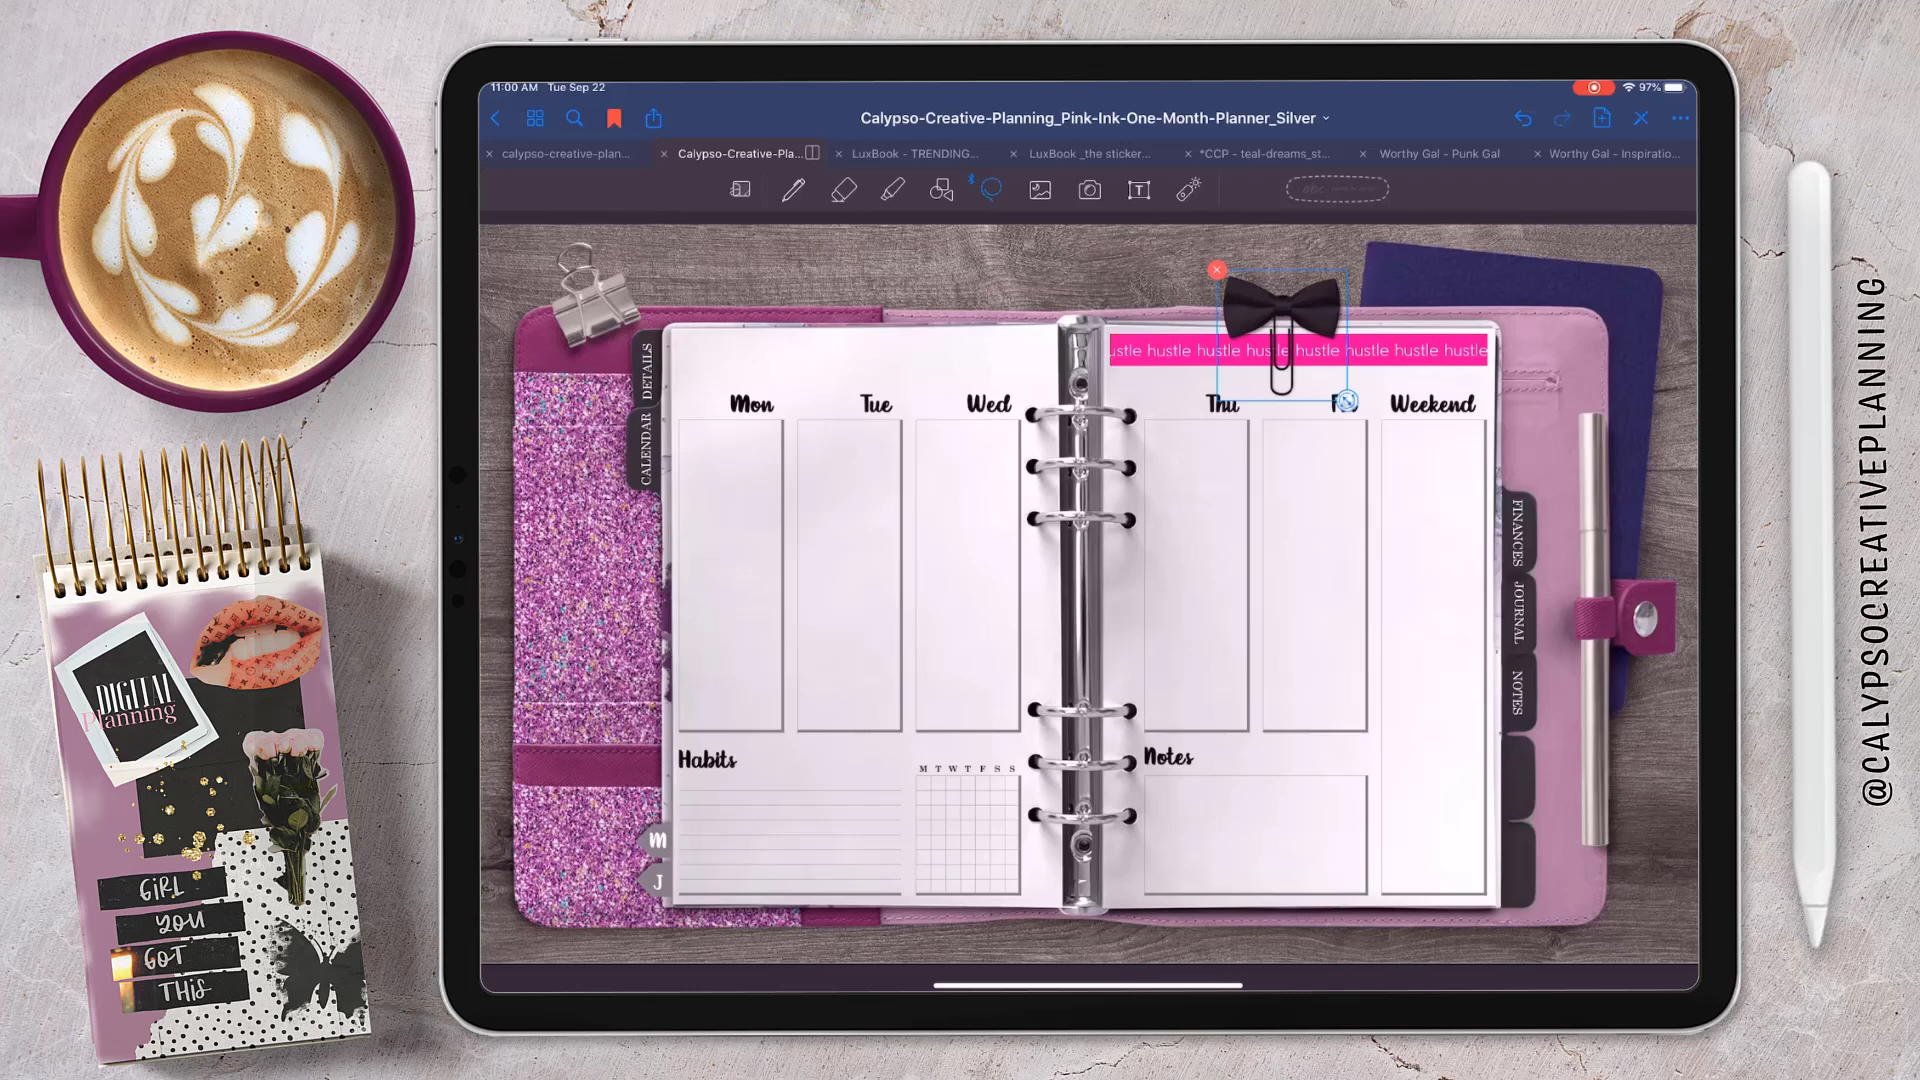 11:00 AM Tue Sep 22
97%
Calypso-Creative-Planning_Pink-Ink-One-Month-Planner_Silver
calypso-creative-plan...
Calypso-Creative-Pla...
LuxBook - TRENDING...
LuxBook _the sticker...
*CCP - teal-dreams_st...
Worthy Gal - Punk Gal
Worthy Gal - Inspiratio...
T
abc
ustle hustle hustle hustle hustle hustle hustle hustle
DETAILS
CALENDAR
Mon
Tue
Wed
Thu
Weekend
FINANCES
JOURNAL
NOTES
Habits
M T W T F S S
Notes
M
J
DIGITAL
Planning
GIRL
YOU
GOT
THIS
@CALYPSOCREATIVEPLANNING